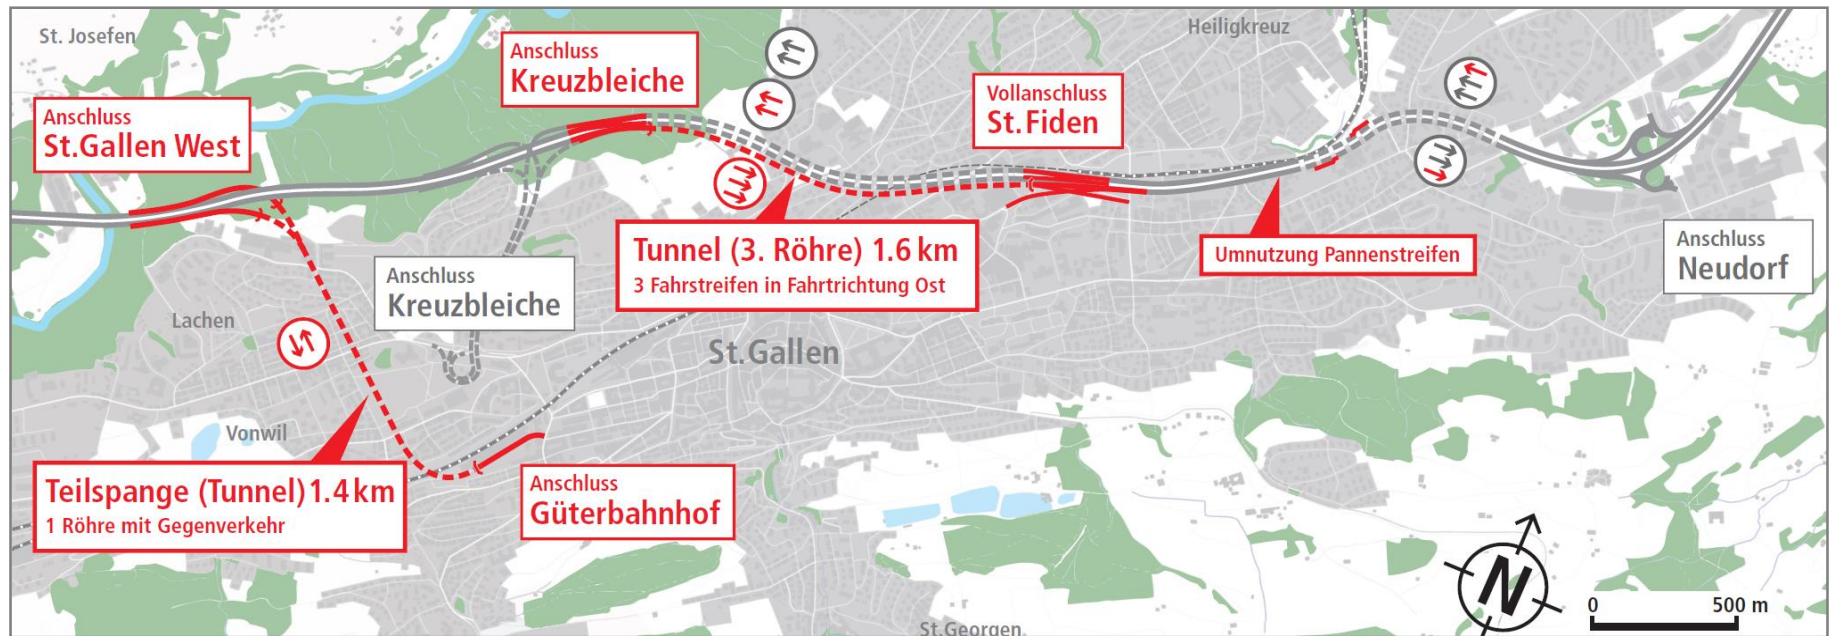 St. Josefen
Anschluss
St.Gallen West
Anschluss
Kreuzbleiche
Heiligkreuz
Vollanschluss
St.Fiden
Tunnel (3. Röhre) 1.6 km
3 Fahrstreifen in Fahrtrichtung Ost
Umnutzung Pannenstreifen
Anschluss
Neudorf
Anschluss
Kreuzbleiche
Lachen
St.Gallen
Vonwil
Teilspange (Tunnel) 1.4 km
1 Röhre mit Gegenverkehr
Anschluss
Güterbahnhof
N
0 500 m
St.Georgen